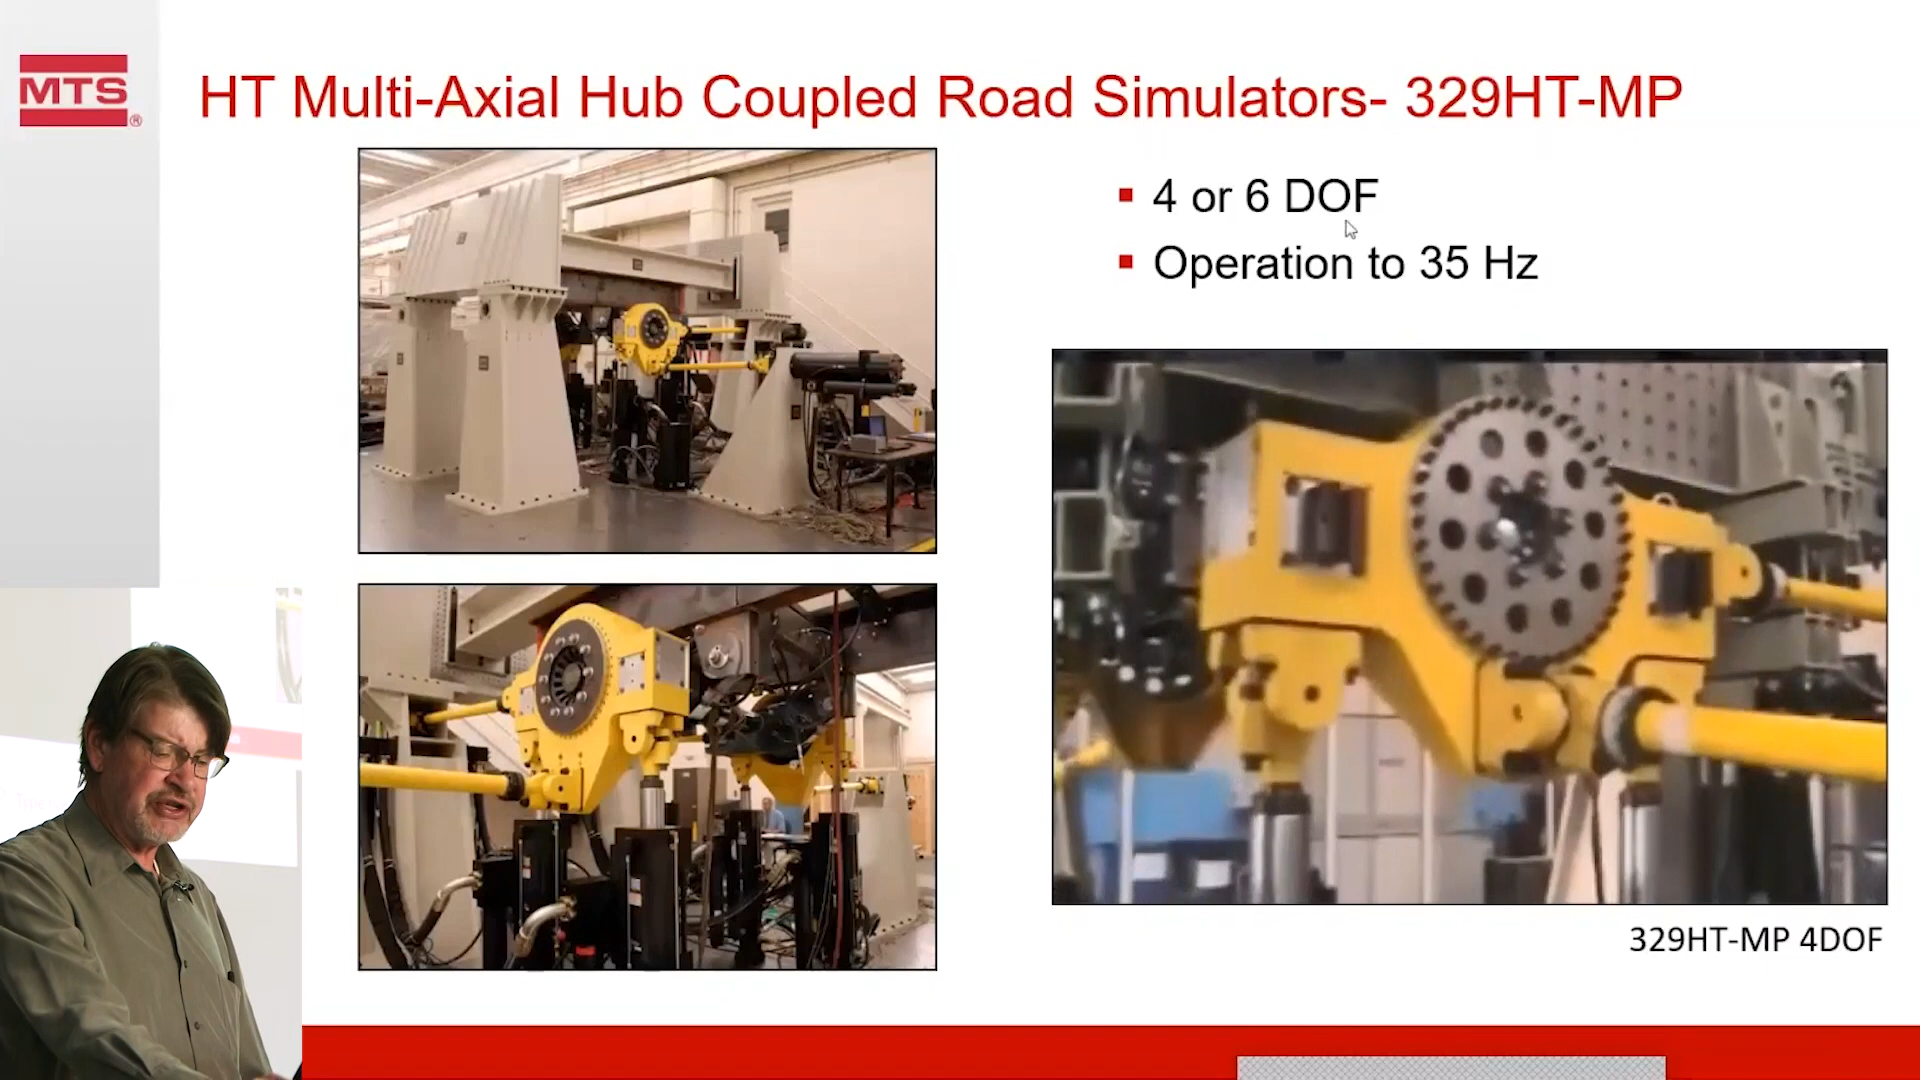 MTS®
HT Multi-Axial Hub Coupled Road Simulators- 329HT-MP
▪ 4 or 6 DOF
▪ Operation to 35 Hz
329HT-MP 4DOF